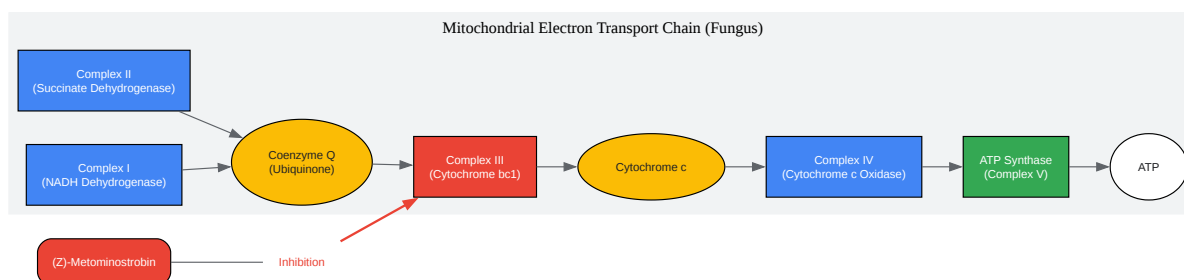 Mitochondrial Electron Transport Chain (Fungus)
Complex II
(Succinate Dehydrogenase)
Complex I
(NADH Dehydrogenase)
Coenzyme Q
(Ubiquinone)
Complex III
(Cytochrome bc1)
Cytochrome c
Complex IV
(Cytochrome c Oxidase)
ATP Synthase
(Complex V)
ATP
(Z)-Metominostrobin
Inhibition